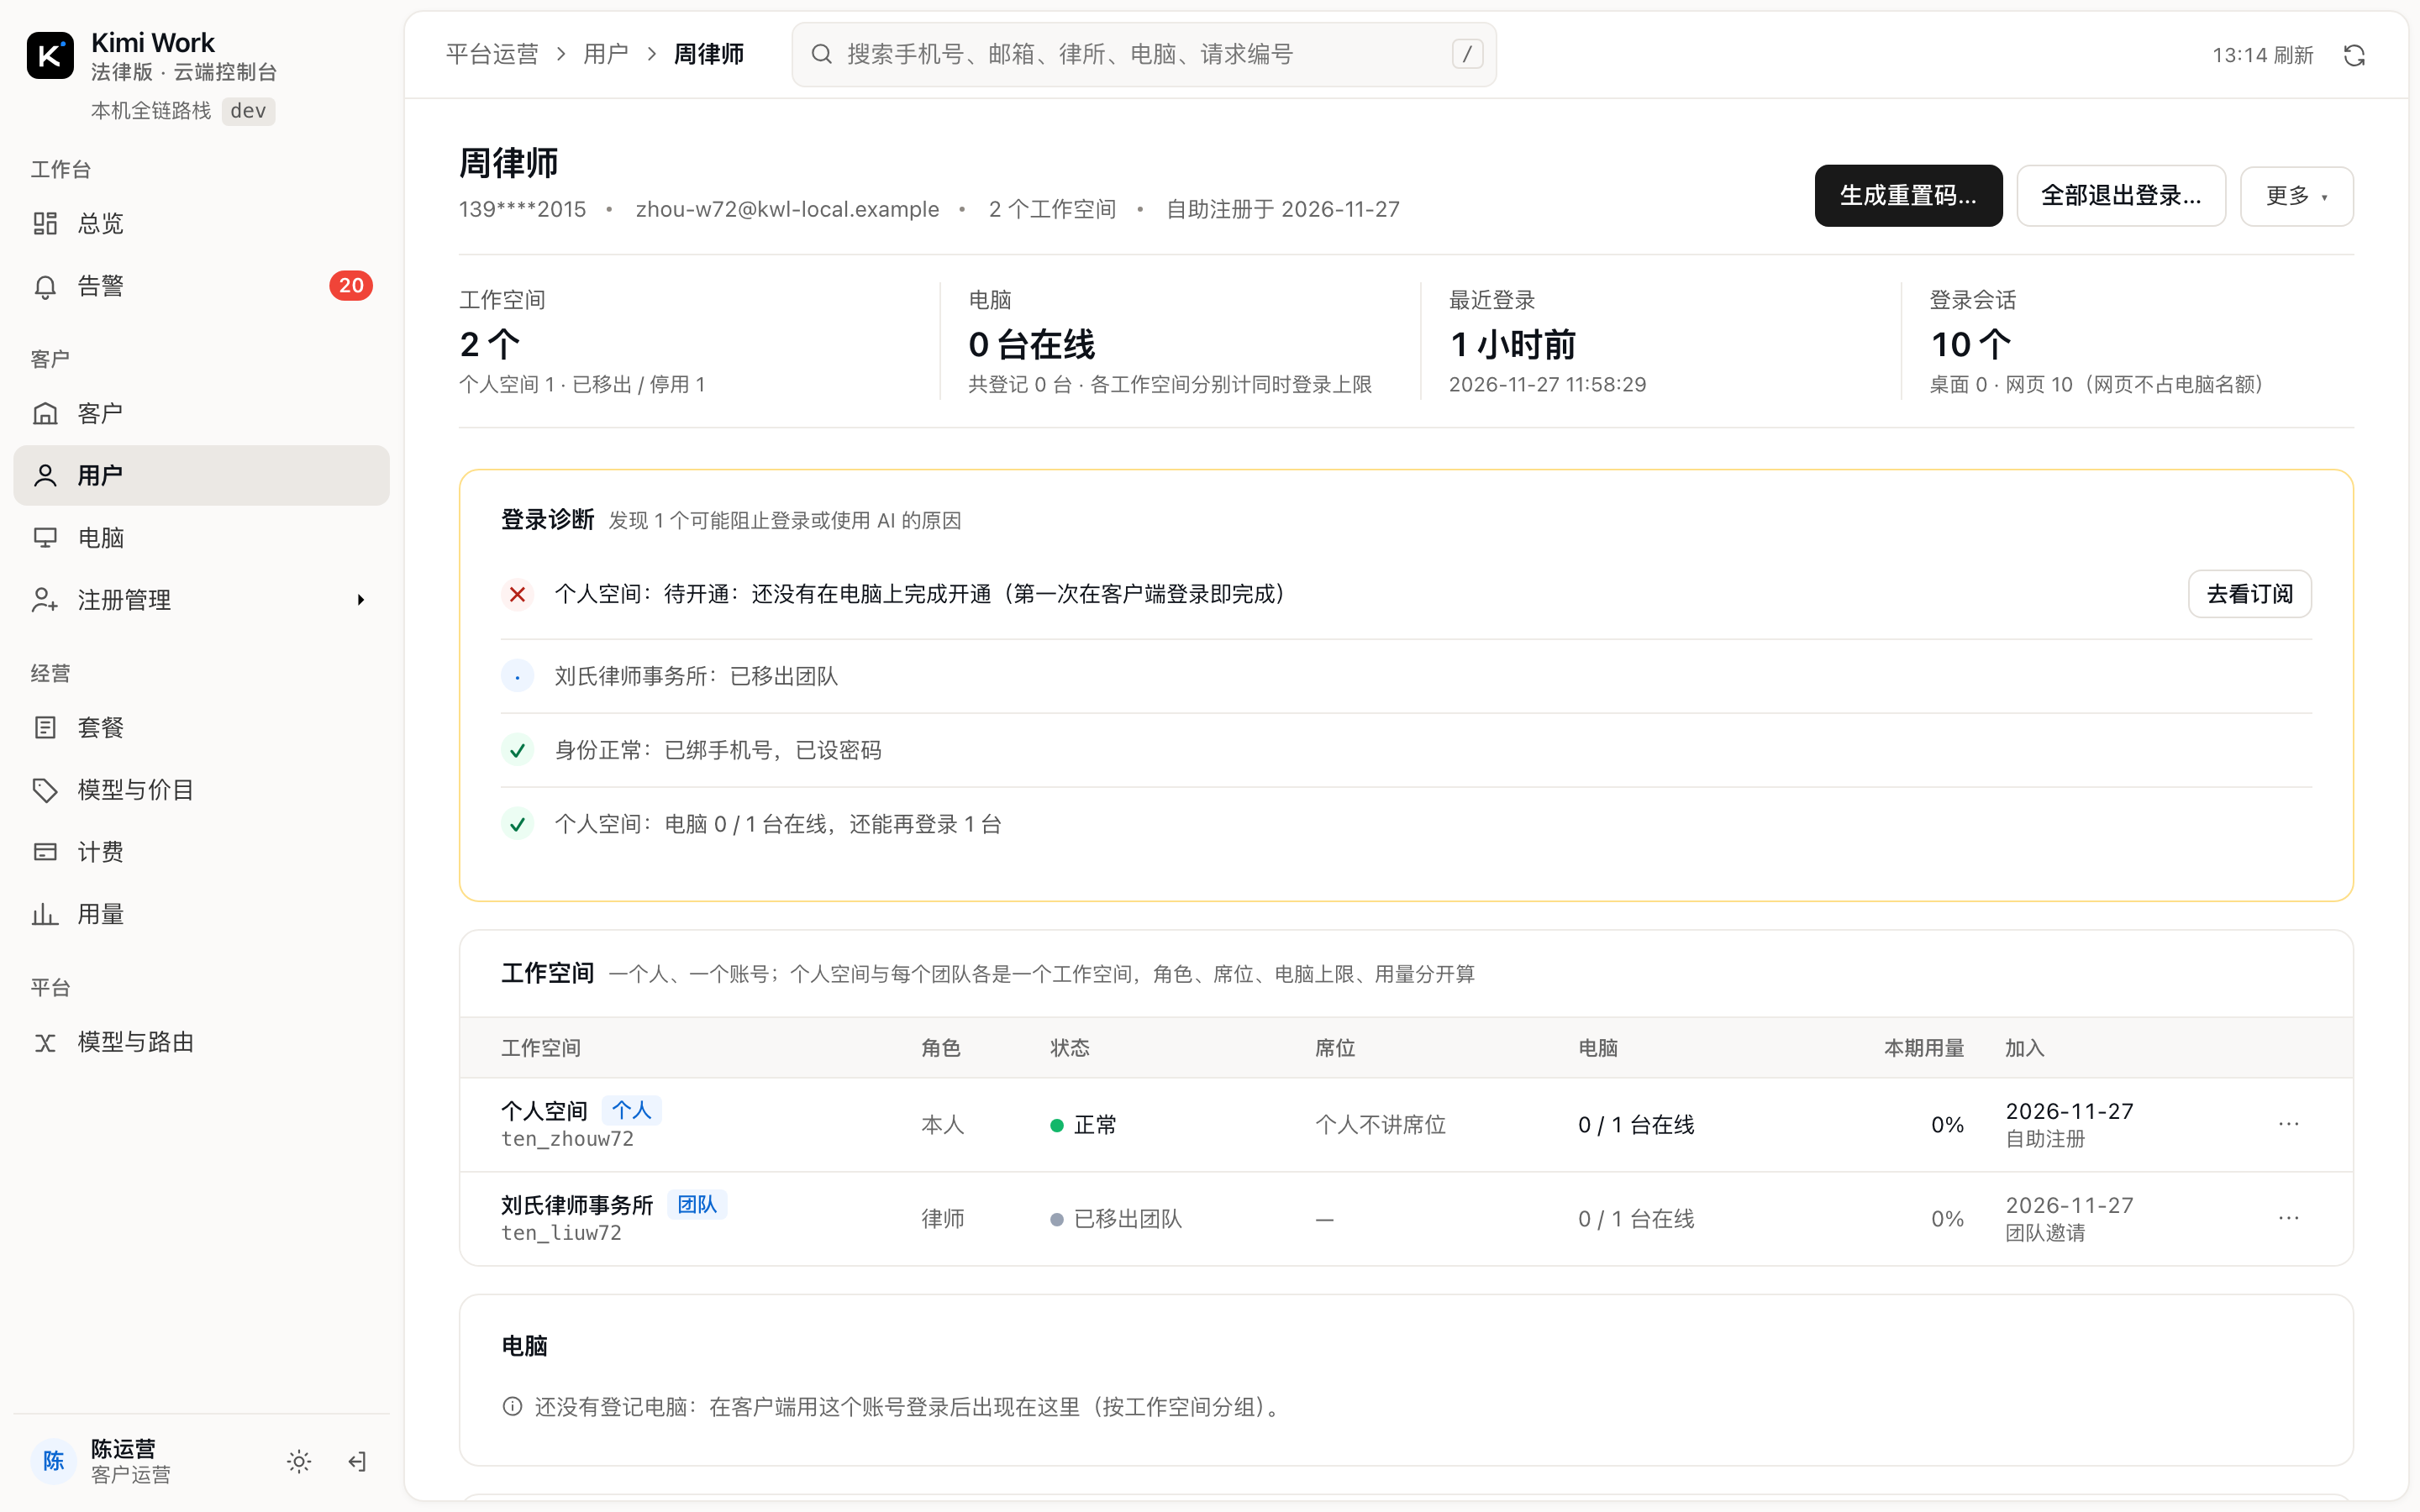 Kimi Work
法律版 · 云端控制台
本机全链路栈 dev
工作台
总览
告警 20
客户
客户
用户
电脑
注册管理
经营
套餐
模型与价目
计费
用量
平台
模型与路由
陈 陈运营
客户运营
平台运营 > 用户 > 周律师
搜索手机号、邮箱、律所、电脑、请求编号 /
13:14 刷新
周律师
139****2015 • zhou-w72@kwl-local.example • 2 个工作空间 • 自助注册于 2026-11-27
生成重置码... 全部退出登录... 更多
工作空间
2 个
个人空间 1 · 已移出 / 停用 1
电脑
0 台在线
共登记 0 台 · 各工作空间分别计同时登录上限
最近登录
1 小时前
2026-11-27 11:58:29
登录会话
10 个
桌面 0 · 网页 10（网页不占电脑名额）
登录诊断 发现 1 个可能阻止登录或使用 AI 的原因
个人空间：待开通：还没有在电脑上完成开通（第一次在客户端登录即完成） 去看订阅
刘氏律师事务所：已移出团队
身份正常：已绑手机号，已设密码
个人空间：电脑 0 / 1 台在线，还能再登录 1 台
工作空间 一个人、一个账号；个人空间与每个团队各是一个工作空间，角色、席位、电脑上限、用量分开算
工作空间 角色 状态 席位 电脑 本期用量 加入
个人空间 个人 本人 正常 个人不讲席位 0 / 1 台在线 0% 2026-11-27 ...
ten_zhouw72 自助注册
刘氏律师事务所 团队 律师 已移出团队 — 0 / 1 台在线 0% 2026-11-27 ...
ten_liuw72 团队邀请
电脑
还没有登记电脑：在客户端用这个账号登录后出现在这里（按工作空间分组）。